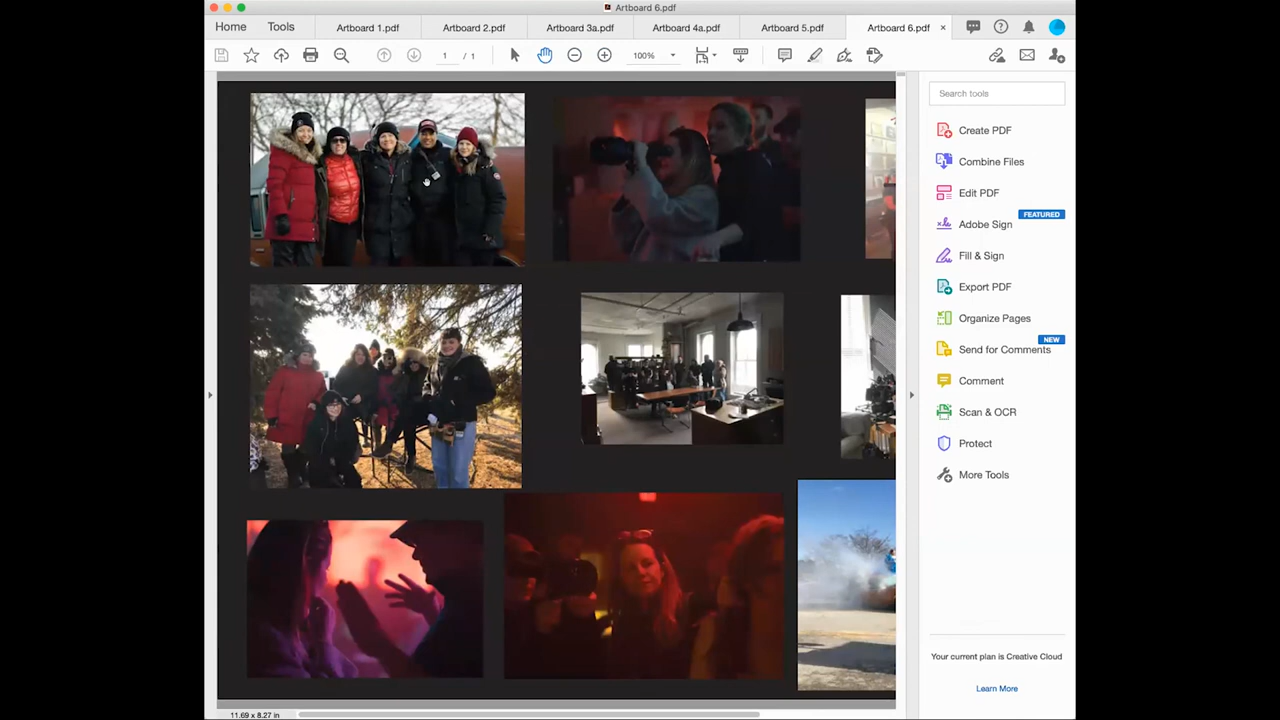 Artboard 6.pdf
Home Tools Artboard 1.pdf Artboard 2.pdf Artboard 3a.pdf Artboard 4a.pdf Artboard 5.pdf Artboard 6.pdf ×
1 / 1 100%
Search tools
Create PDF
Combine Files
Edit PDF
FEATURED
Adobe Sign
Fill & Sign
Export PDF
Organize Pages
NEW
Send for Comments
Comment
Scan & OCR
Protect
More Tools
Your current plan is Creative Cloud
Learn More
11.69 x 8.27 in